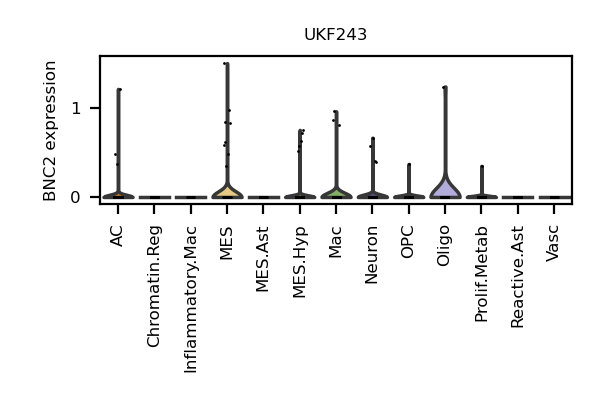 UKF243
BNC2 expression
1
0
AC
Chromatin.Reg
Inflammatory.Mac
MES
MES.Ast
MES.Hyp
Mac
Neuron
OPC
Oligo
Prolif.Metab
Reactive.Ast
Vasc